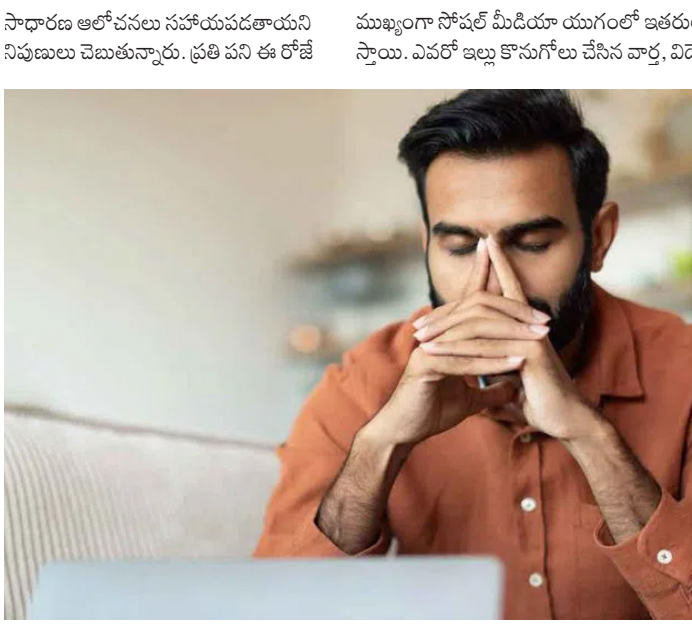 సాధారణ ఆలోచనలు సహాయపడతాయని
నిపుణులు చెబుతున్నారు. ప్రతి పని ఈ రోజే
ముఖ్యంగా సోషల్ మీడియా యుగంలో
స్తాయి. ఎవరో ఇల్లు కొనుగోలు చేసిన వార్త,